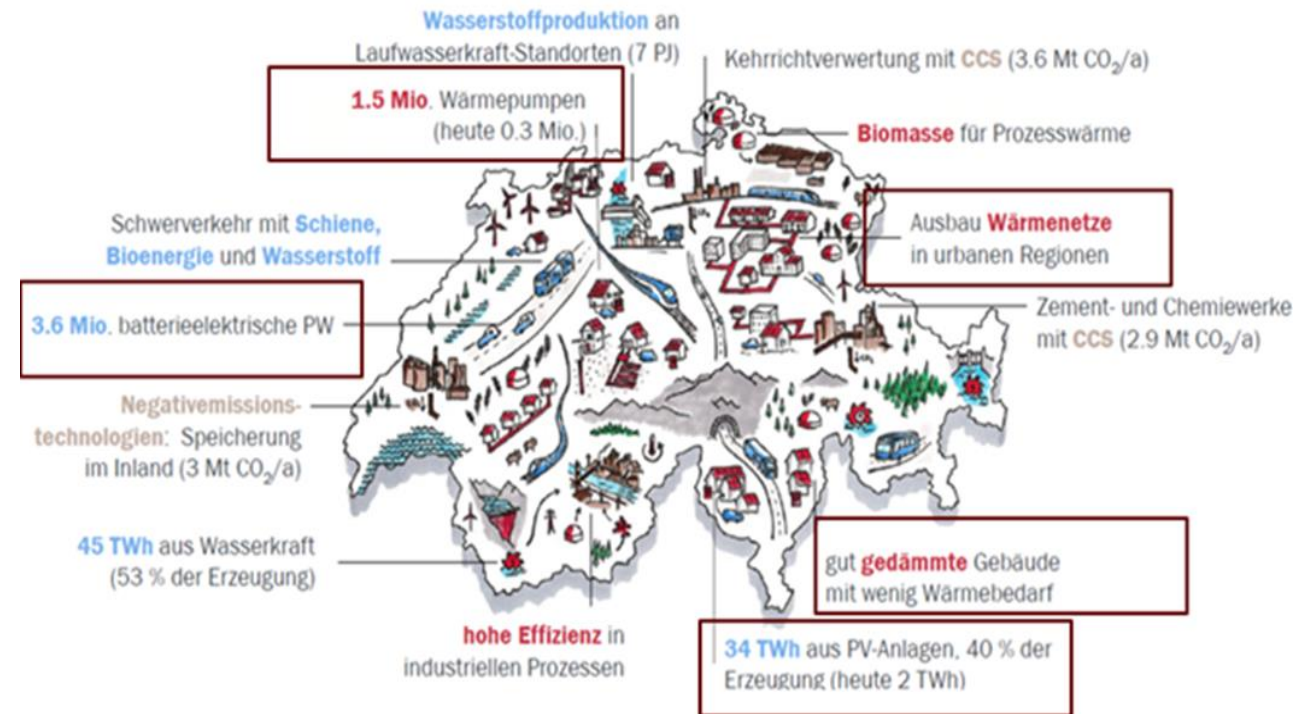 Wasserstoffproduktion an
Laufwasserkraft-Standorten (7 PJ)
Kehrrichtverwertung mit CCS (3.6 Mt CO₂/a)
1.5 Mio. Wärmepumpen
(heute 0.3 Mio.)
Biomasse für Prozesswärme
Schwerverkehr mit Schiene,
Bioenergie und Wasserstoff
Ausbau Wärmenetze
in urbanen Regionen
3.6 Mio. batterieelektrische PW
Zement- und Chemiewerke
mit CCS (2.9 Mt CO₂/a)
Negativemissions-
technologien: Speicherung
im Inland (3 Mt CO₂/a)
45 TWh aus Wasserkraft
(53 % der Erzeugung)
gut gedämmte Gebäude
mit wenig Wärmebedarf
hohe Effizienz in
industriellen Prozessen
34 TWh aus PV-Anlagen, 40 % der
Erzeugung (heute 2 TWh)